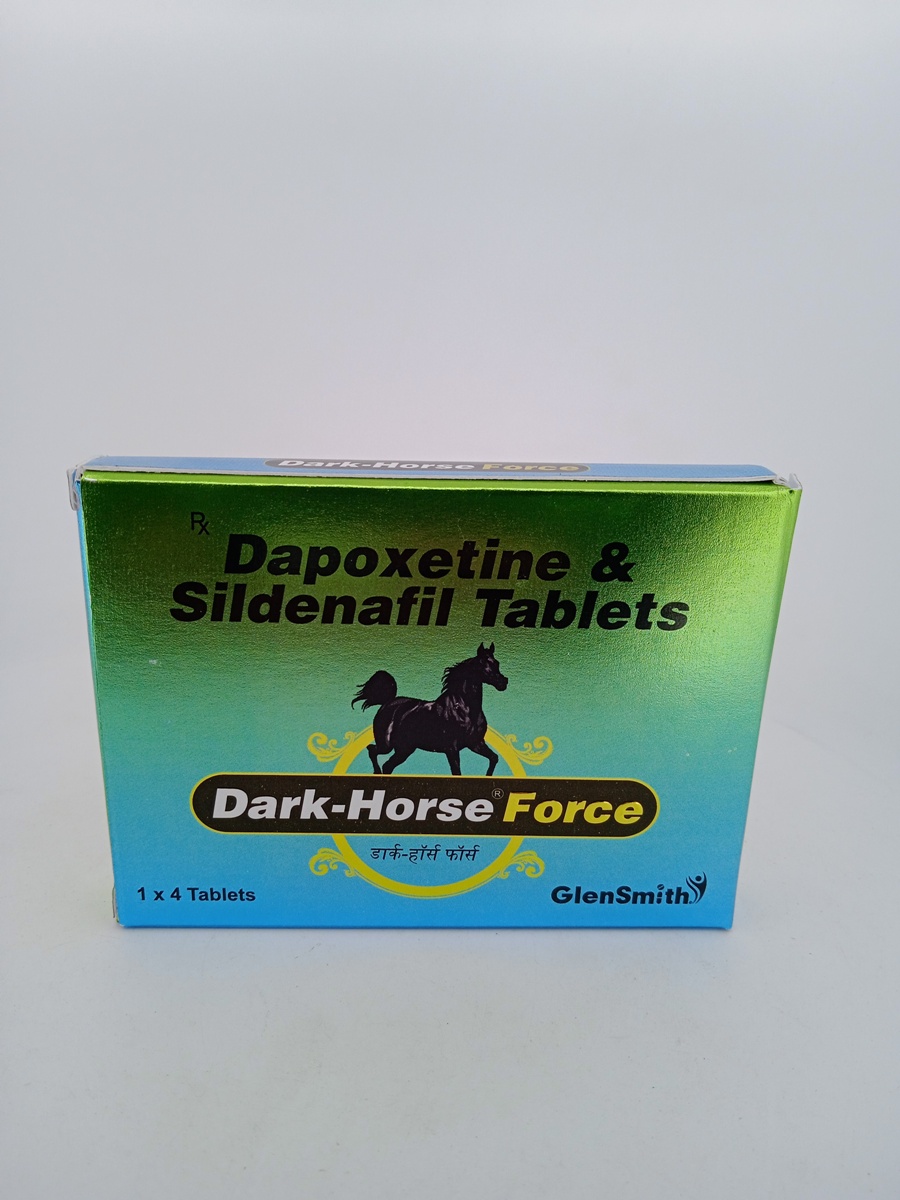 Dark-Horse Force
Rx
Dapoxetine &
Sildenafil Tablets
Dark-Horse® Force
डार्क-हॉर्स फॉर्स
1 x 4 Tablets
GlenSmith